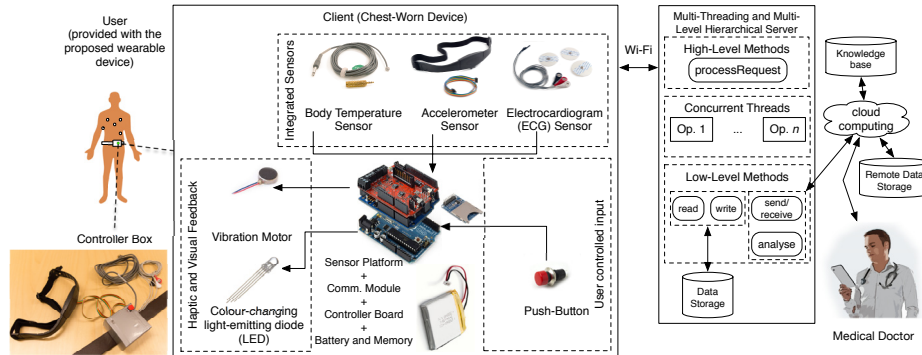 User
(provided with the
proposed wearable
device)
Controller Box
Client (Chest-Worn Device)
Integrated Sensors
Body Temperature
Sensor
Accelerometer
Sensor
Electrocardiogram
(ECG) Sensor
Haptic and Visual Feedback
Vibration Motor
Colour-changing
light-emitting diode
(LED)
Sensor Platform
+
Comm. Module
+
Controller Board
+
Battery and Memory
User controlled input
Push-Button
Wi-Fi
Multi-Threading and Multi-
Level Hierarchical Server
High-Level Methods
processRequest
Concurrent Threads
Op. 1
...
Op. n
Low-Level Methods
read
write
send/
receive
analyse
Data
Storage
Knowledge
base
cloud
computing
Remote Data
Storage
Medical Doctor